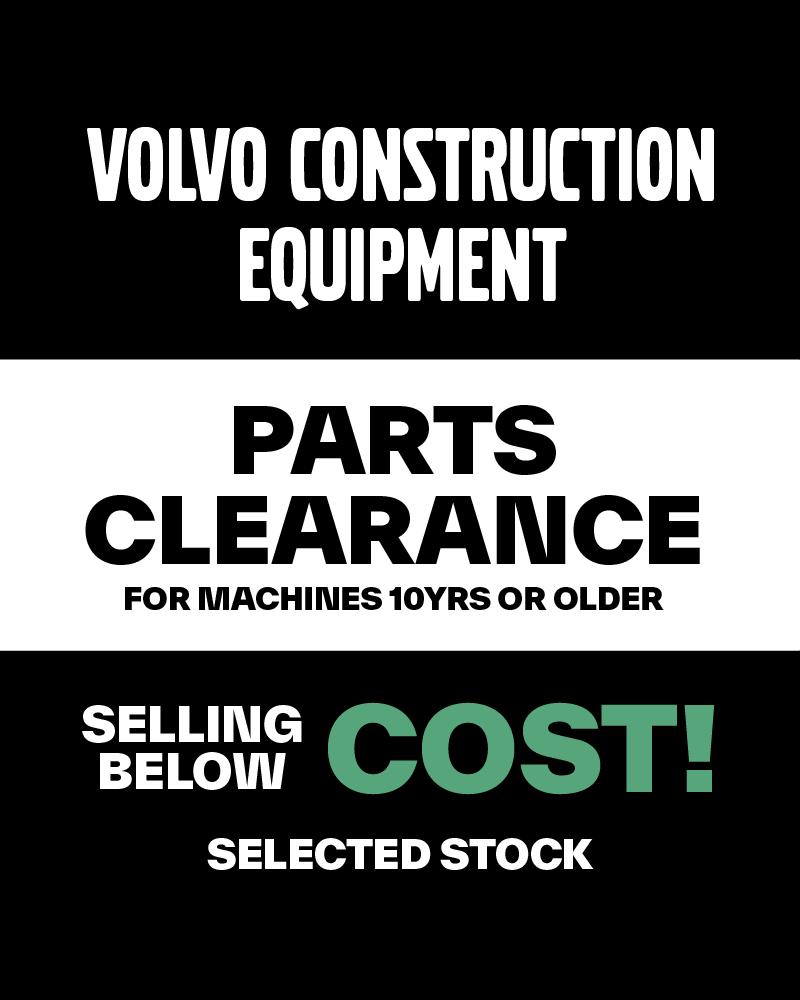 VOLVO CONSTRUCTION
EQUIPMENT
PARTS
CLEARANCE
FOR MACHINES 10YRS OR OLDER
SELLING
BELOW
COST!
SELECTED STOCK